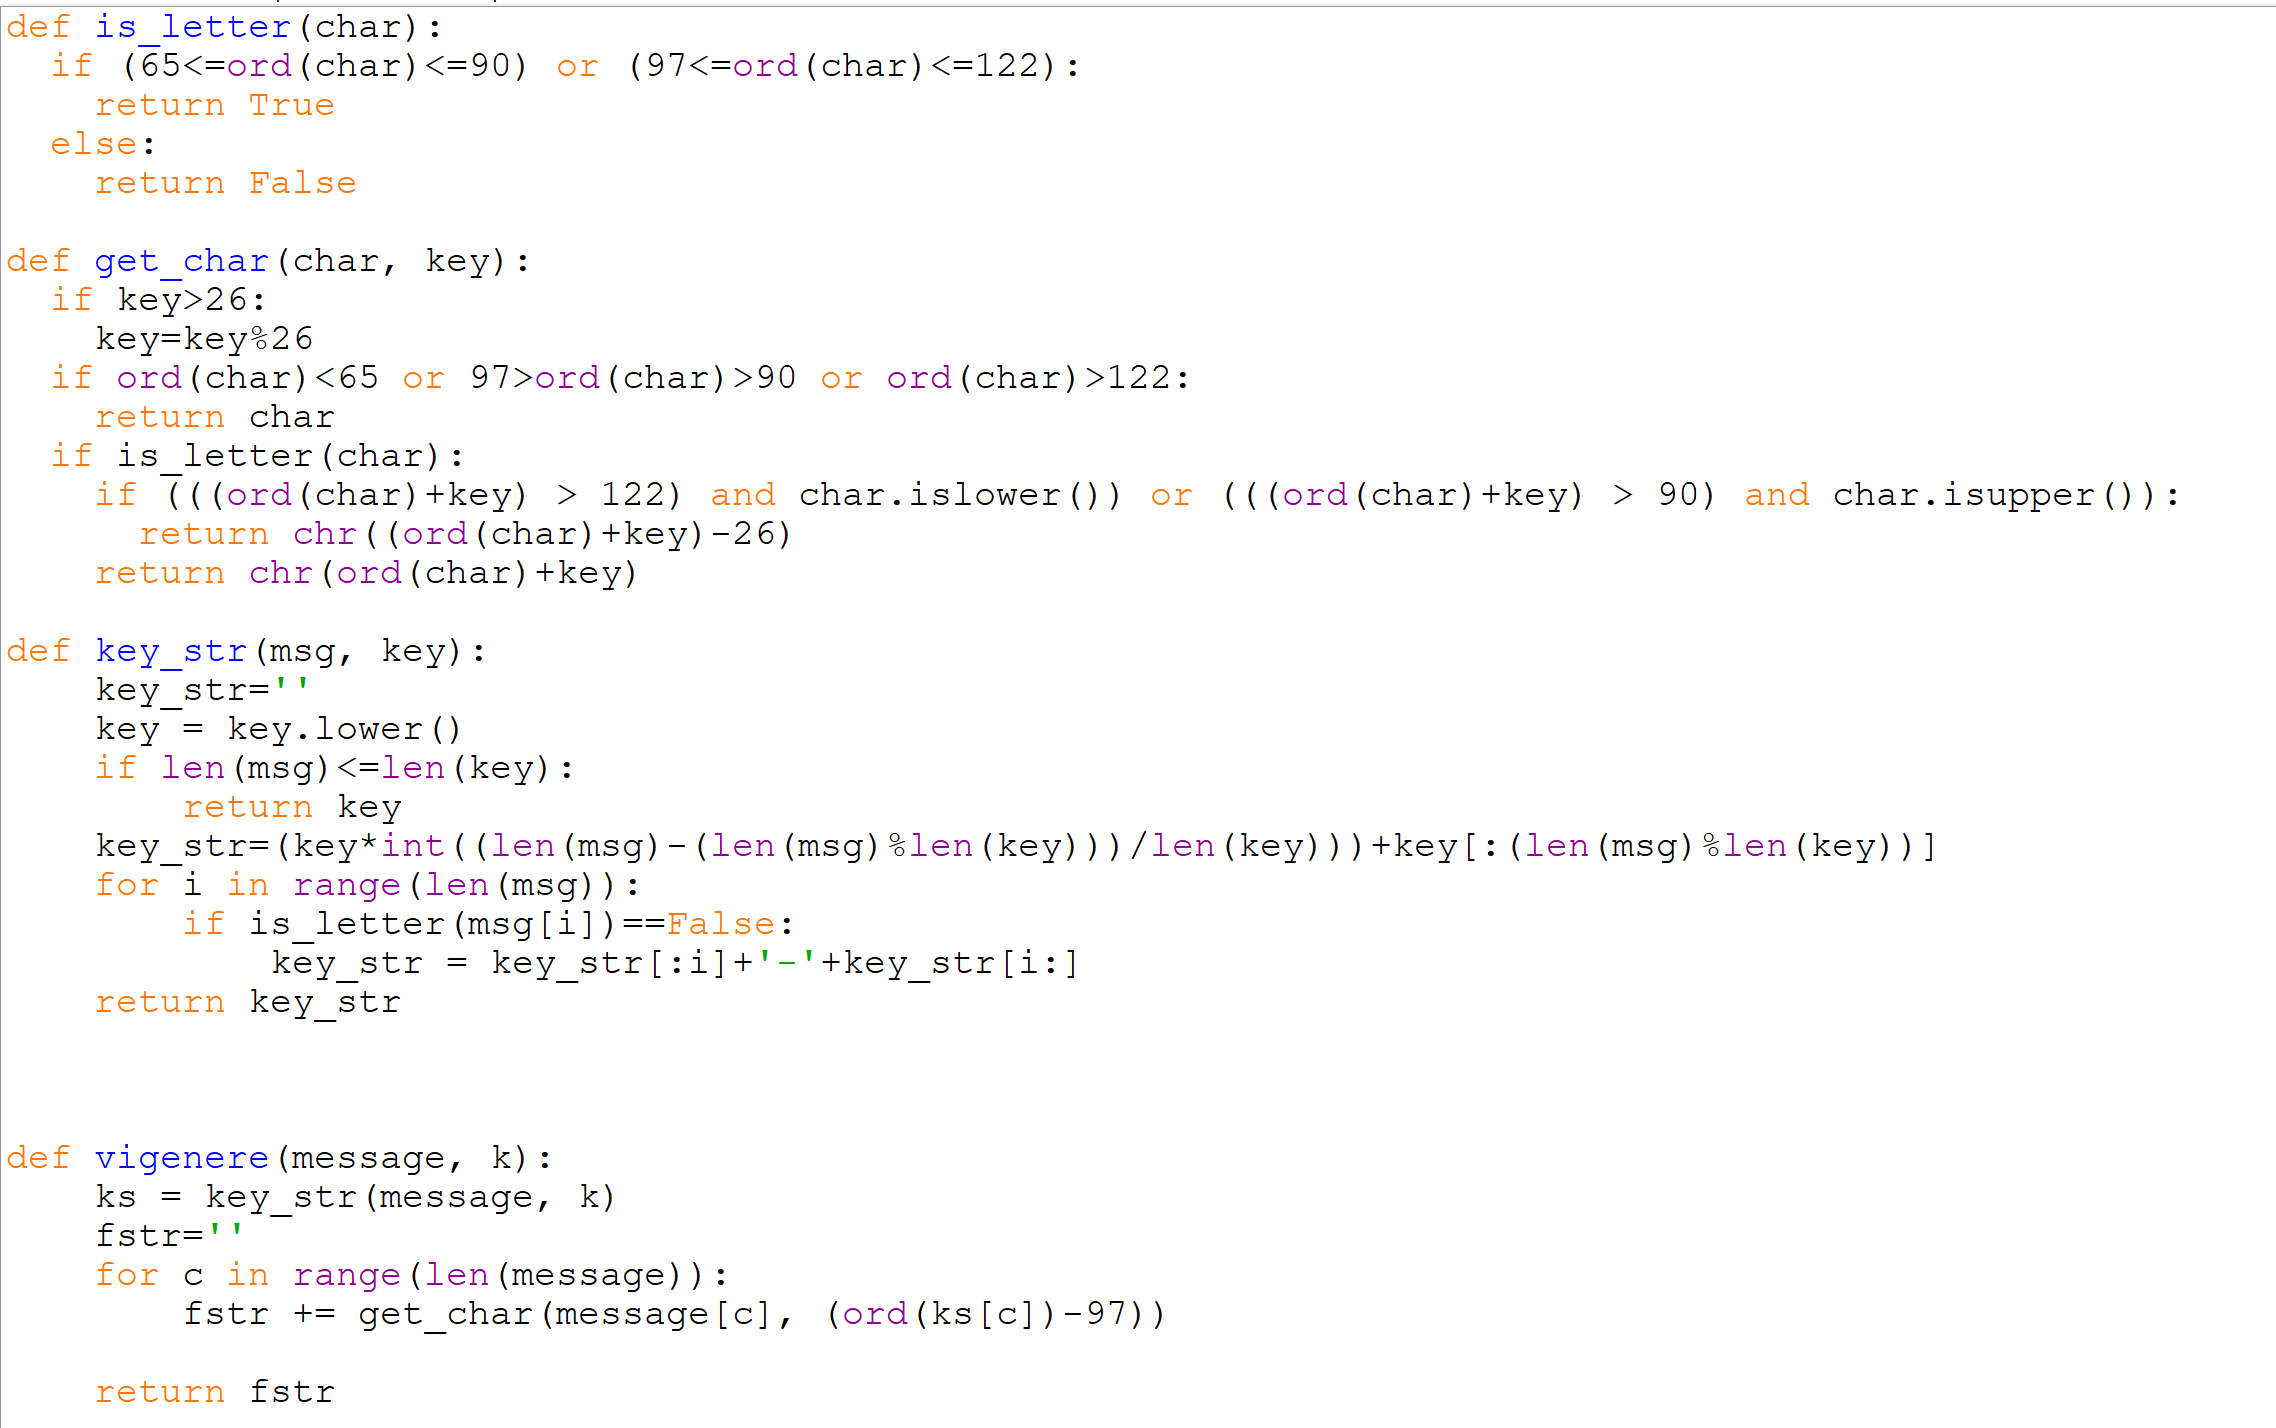 def is_letter(char):
  if (65<=ord(char)<=90) or (97<=ord(char)<=122):
    return True
  else:
    return False

def get_char(char, key):
  if key>26:
    key=key%26
  if ord(char)<65 or 97>ord(char)>90 or ord(char)>122:
    return char
  if is_letter(char):
    if (((ord(char)+key) > 122) and char.islower()) or (((ord(char)+key) > 90) and char.isupper()):
      return chr((ord(char)+key)-26)
    return chr(ord(char)+key)

def key_str(msg, key):
    key_str=''
    key = key.lower()
    if len(msg)<=len(key):
        return key
    key_str=(key*int((len(msg)-(len(msg)%len(key)))/len(key)))+key[:(len(msg)%len(key))]
    for i in range(len(msg)):
        if is_letter(msg[i])==False:
            key_str = key_str[:i]+'-'+key_str[i:]
    return key_str

def vigenere(message, k):
    ks = key_str(message, k)
    fstr=''
    for c in range(len(message)):
        fstr += get_char(message[c], (ord(ks[c])-97))

    return fstr